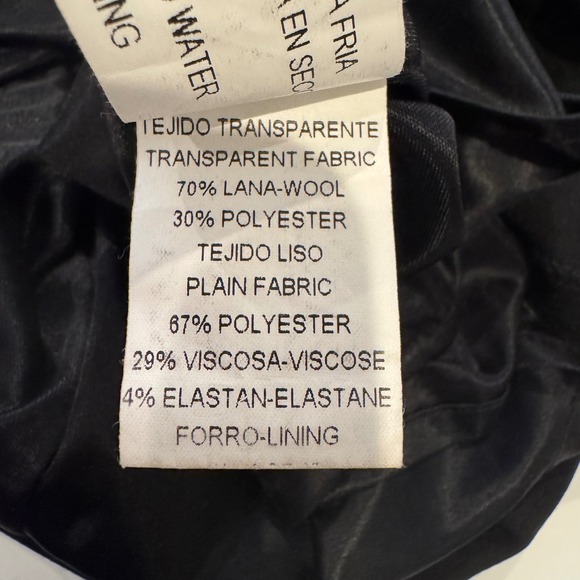 A FRIA
EN SEC
WATER
ING
TEJIDO TRANSPARENTE
TRANSPARENT FABRIC
70% LANA-WOOL
30% POLYESTER
TEJIDO LISO
PLAIN FABRIC
67% POLYESTER
29% VISCOSA-VISCOSE
4% ELASTAN-ELASTANE
FORRO-LINING